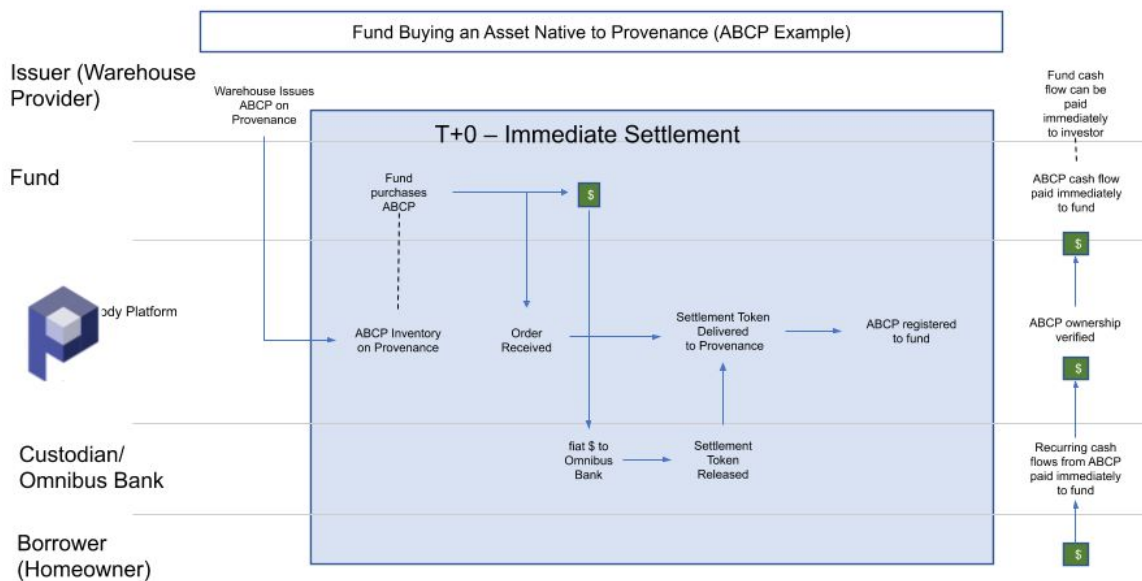 Fund Buying an Asset Native to Provenance (ABCP Example)
Issuer (Warehouse
Provider)
Warehouse Issues
ABCP on
Provenance
Fund cash
flow can be
paid
immediately
to investor
T+0 – Immediate Settlement
Fund
Fund
purchases
ABCP
$
ABCP cash flow
paid immediately
to fund
$
ody Platform
ABCP Inventory
on Provenance
Order
Received
Settlement Token
Delivered
to Provenance
ABCP registered
to fund
ABCP ownership
verified
$
Custodian/
Omnibus Bank
fiat $ to
Omnibus
Bank
Settlement
Token
Released
Recurring cash
flows from ABCP
paid immediately
to fund
Borrower
(Homeowner)
$